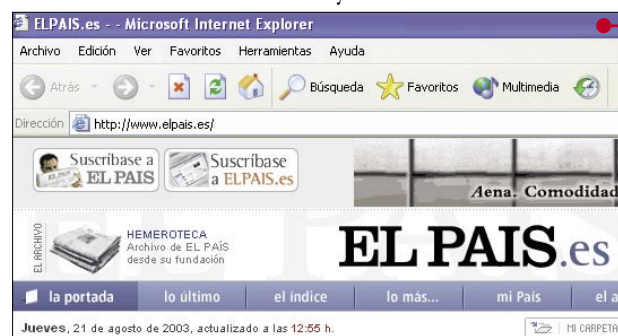 ELPAIS.es - - Microsoft Internet Explorer
Archivo Edición Ver Favoritos Herramientas Ayuda
Atrás Búsqueda Favoritos Multimedia
Dirección http://www.elpais.es/
Suscríbase a EL PAIS
Suscríbase a ELPAIS.es
Aena. Comodidad
EL ARCHIVO
HEMEROTECA
Archivo de EL PAÍS
desde su fundación
EL PAIS.es
la portada lo último el índice lo más... mi País el a
Jueves, 21 de agosto de 2003, actualizado a las 12:55 h. MI CARPETA